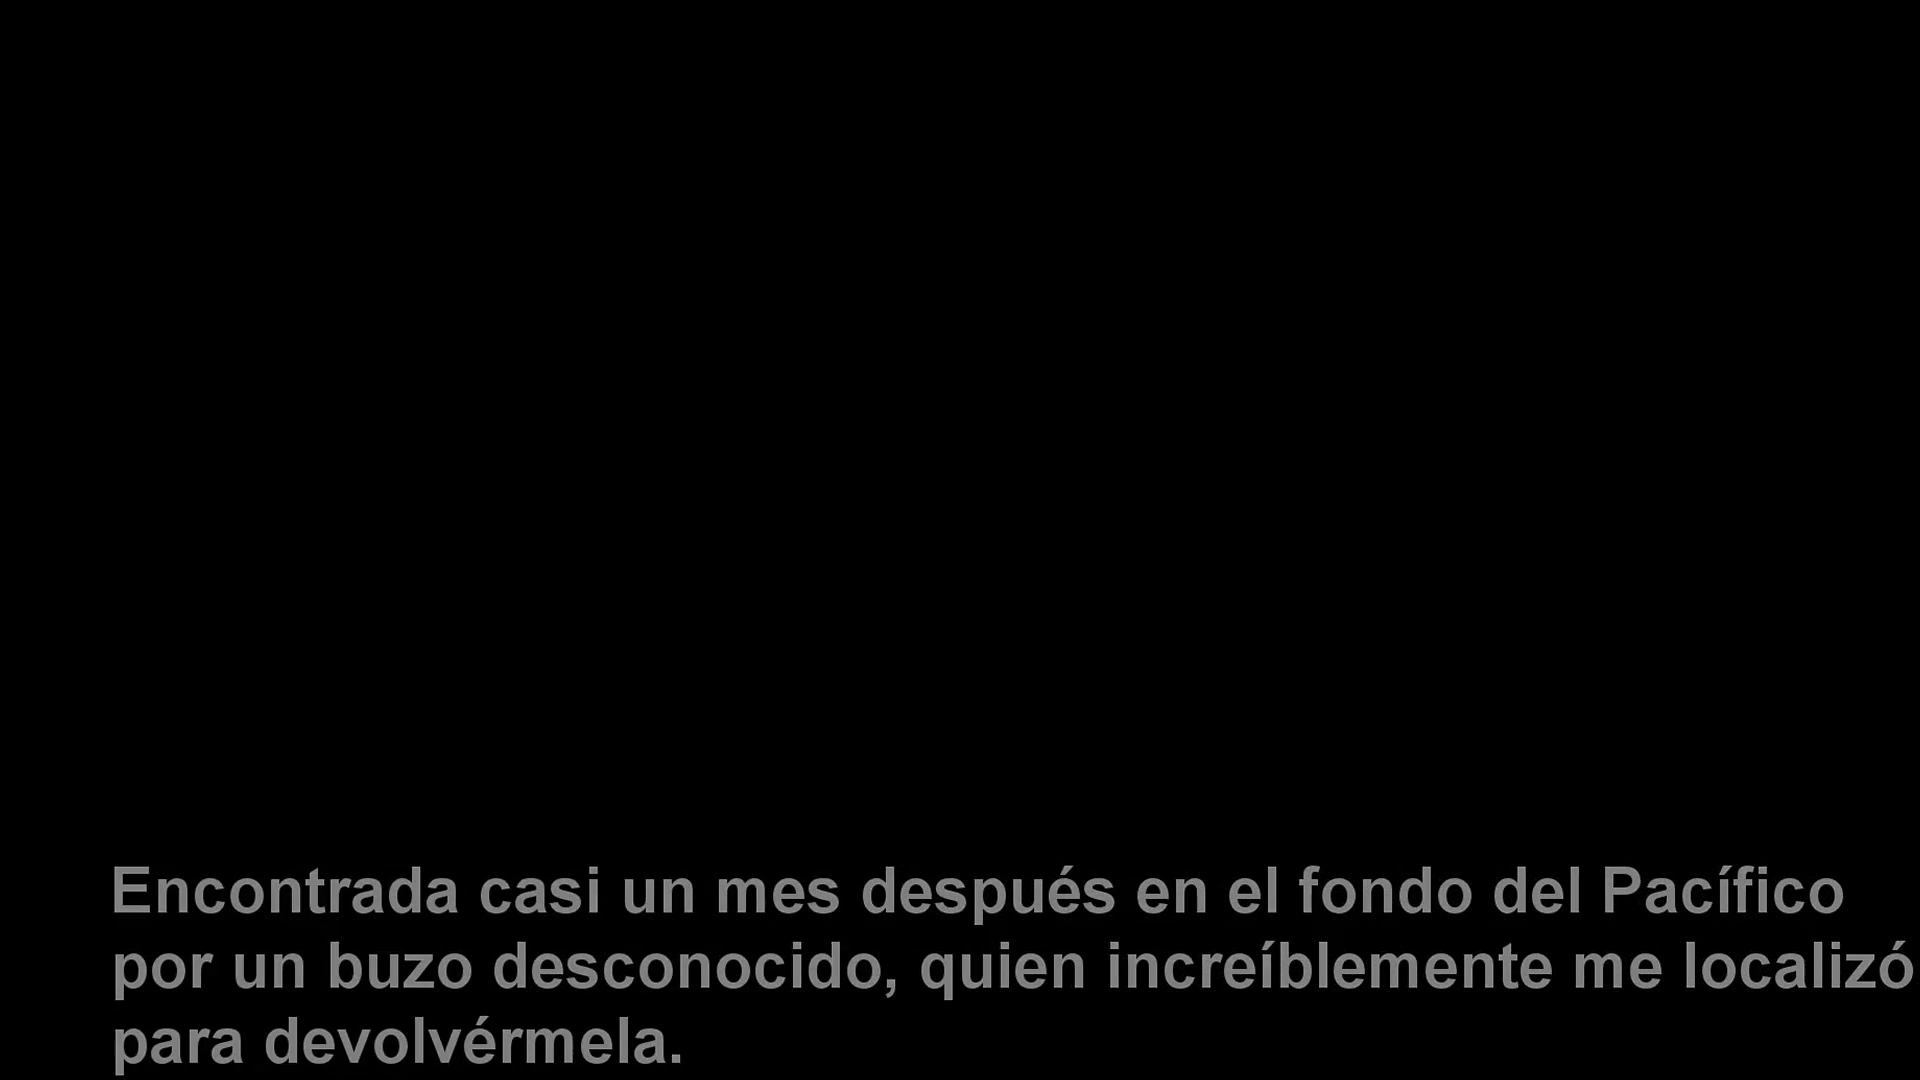 Encontrada casi un mes después en el fondo del Pacífico
por un buzo desconocido, quien increíblemente me localizó
para devolvérmela.